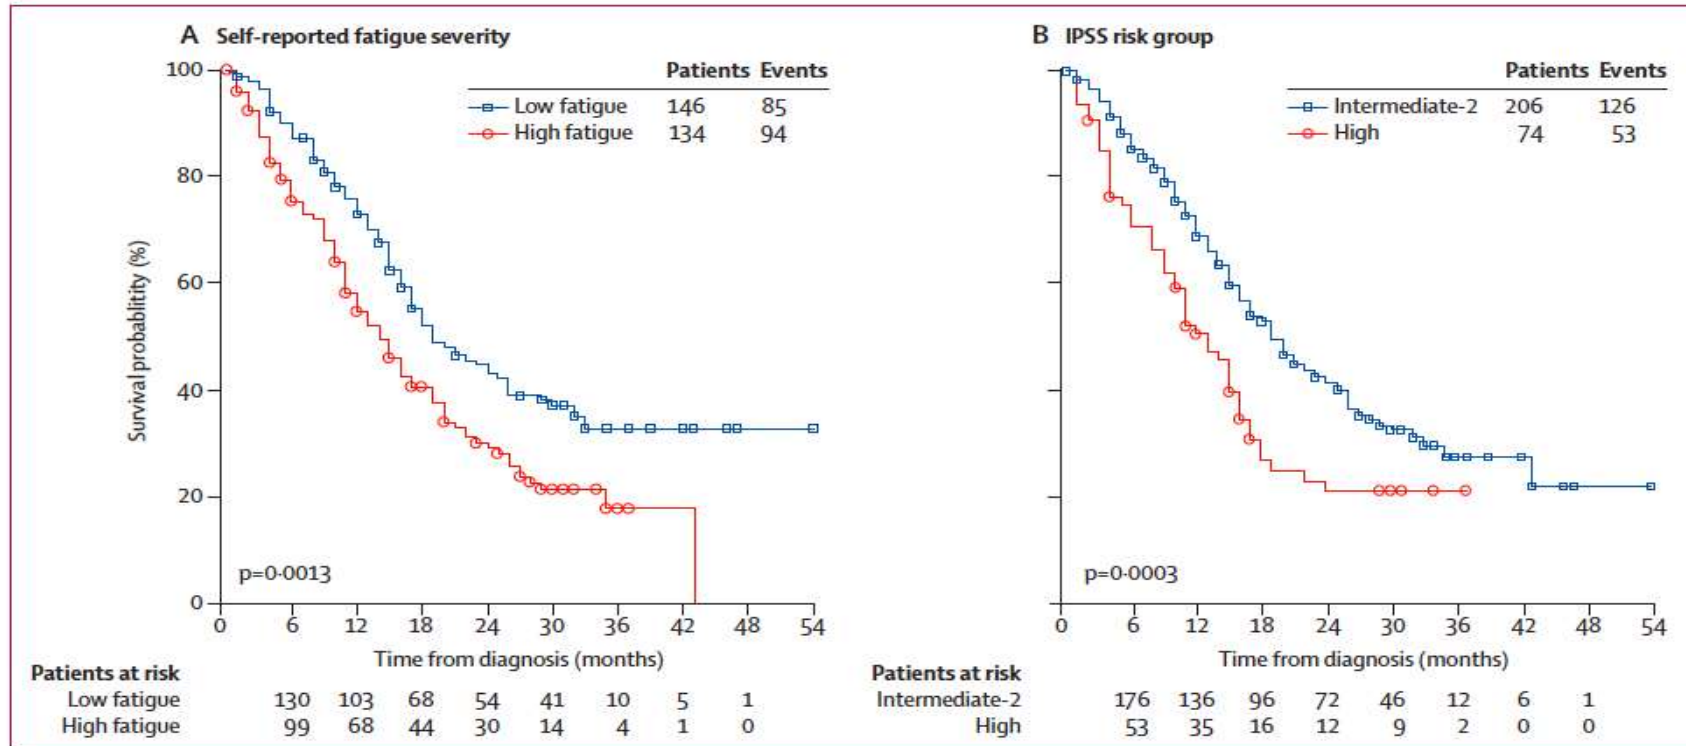 A Self-reported fatigue severity
Patients Events
Low fatigue 146 85
High fatigue 134 94
Survival probablitity (%)
100
80
60
40
20
0
p=0·0013
0 6 12 18 24 30 36 42 48 54
Time from diagnosis (months)
Patients at risk
Low fatigue 130 103 68 54 41 10 5 1
High fatigue 99 68 44 30 14 4 1 0
B IPSS risk group
Patients Events
Intermediate-2 206 126
High 74 53
p=0·0003
0 6 12 18 24 30 36 42 48 54
Time from diagnosis (months)
Patients at risk
Intermediate-2 176 136 96 72 46 12 6 1
High 53 35 16 12 9 2 0 0